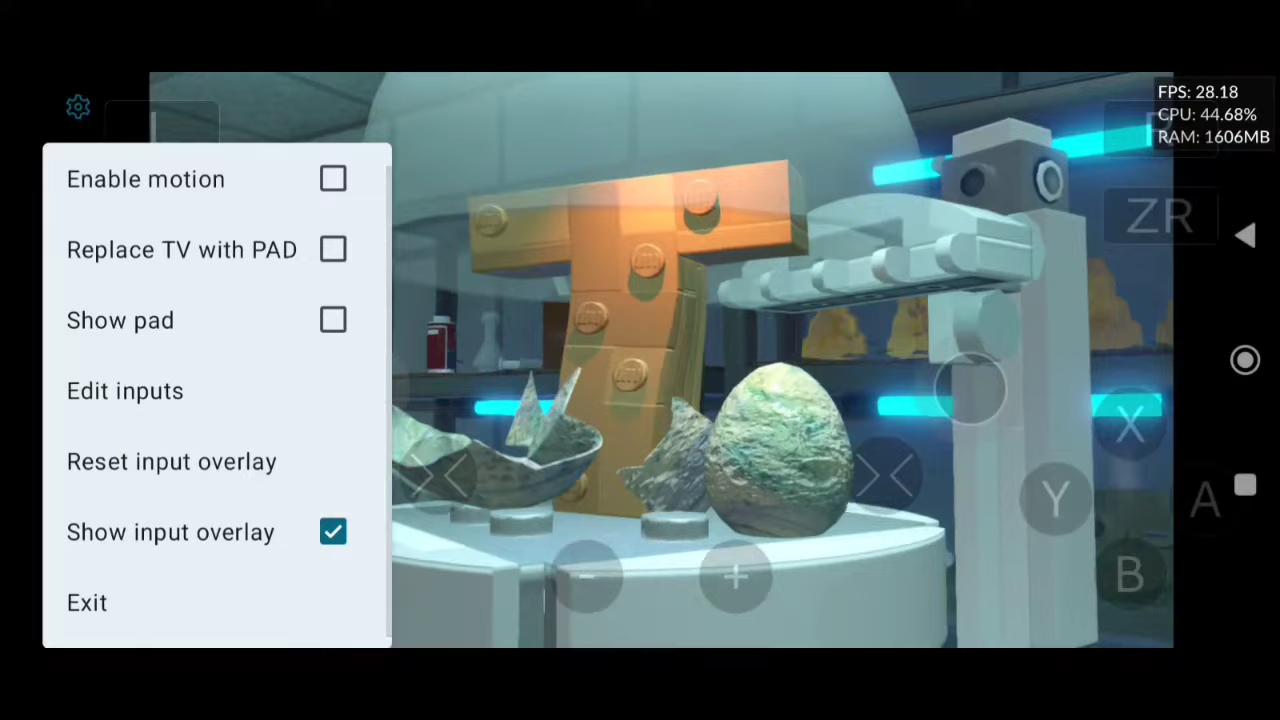 FPS: 28.18
CPU: 44.68%
RAM: 1606MB
L
R
ZR
Enable motion
Replace TV with PAD
Show pad
Edit inputs
Reset input overlay
Show input overlay
Exit
X
Y
A
B
-
+